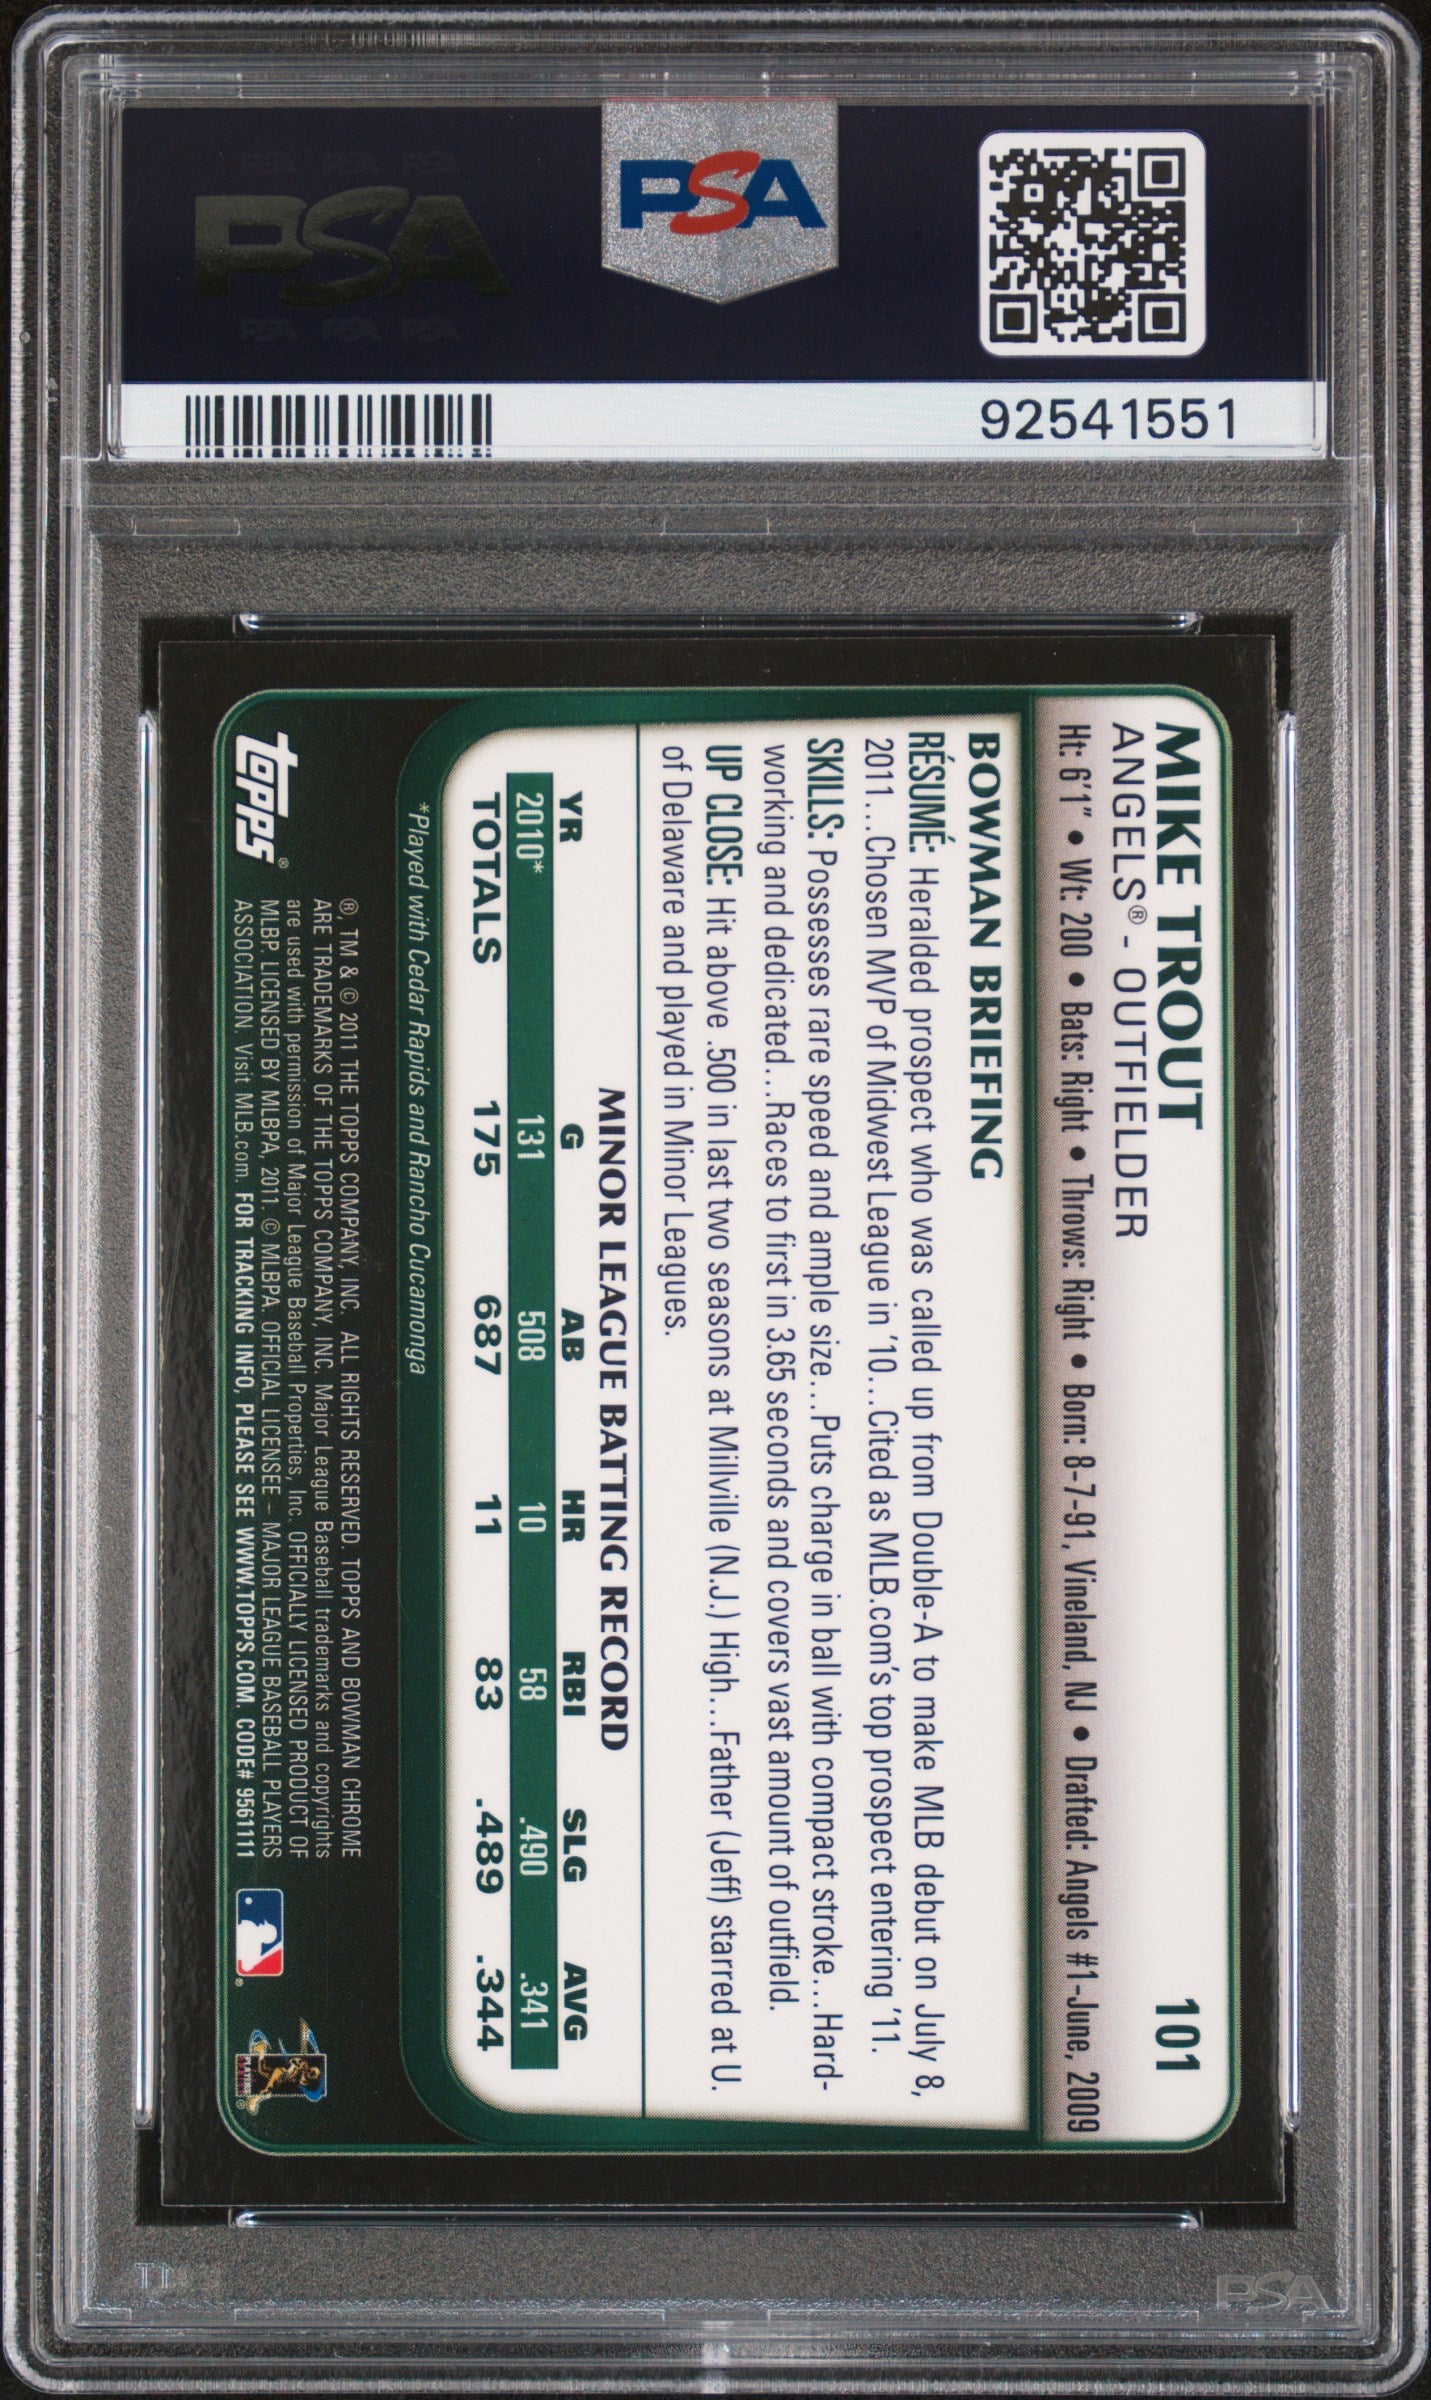 PSA PSA PSA
PSA
PSA PSA PSA
PSA
92541551
MIKE TROUT 101
ANGELS® - OUTFIELDER
Ht: 6'1" • Wt: 200 • Bats: Right • Throws: Right • Born: 8-7-91, Vineland, NJ • Drafted: Angels #1-June, 2009
BOWMAN BRIEFING
RÉSUMÉ: Heralded prospect who was called up from Double-A to make MLB debut on July 8,
2011...Chosen MVP of Midwest League in '10...Cited as MLB.com's top prospect entering '11.
SKILLS: Possesses rare speed and ample size...Puts charge in ball with compact stroke...Hard-
working and dedicated...Races to first in 3.65 seconds and covers vast amount of outfield.
UP CLOSE: Hit above .500 in last two seasons at Millville (N.J.) High...Father (Jeff) starred at U.
of Delaware and played in Minor Leagues.
MINOR LEAGUE BATTING RECORD
YR G AB HR RBI SLG AVG
2010* 131 508 10 58 .490 .341
TOTALS 175 687 11 83 .489 .344
*Played with Cedar Rapids and Rancho Cucamonga
®, TM & © 2011 THE TOPPS COMPANY, INC. ALL RIGHTS RESERVED. TOPPS AND BOWMAN CHROME
ARE TRADEMARKS OF THE TOPPS COMPANY, INC. Major League Baseball trademarks and copyrights
are used with permission of Major League Baseball Properties, Inc. OFFICIALLY LICENSED PRODUCT OF
MLBP. LICENSED BY MLBPA, 2011. © MLBPA OFFICIAL LICENSEE - MAJOR LEAGUE BASEBALL PLAYERS
ASSOCIATION. Visit MLB.com. FOR TRACKING INFO, PLEASE SEE WWW.TOPPS.COM. CODE# 9561111
topps®
PSA